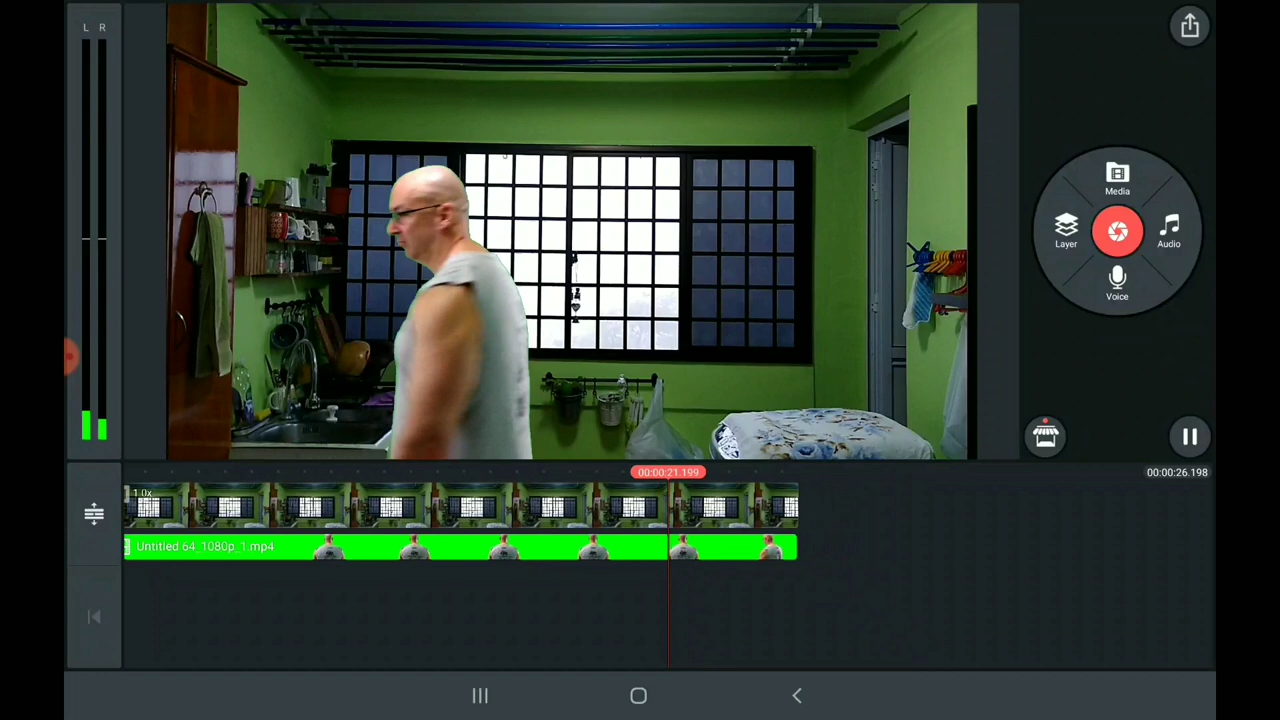 L R
Media
Layer
Audio
Voice
00:00:21.199
00:00:26.198
1.0x
Untitled 64_1080p_1.mp4